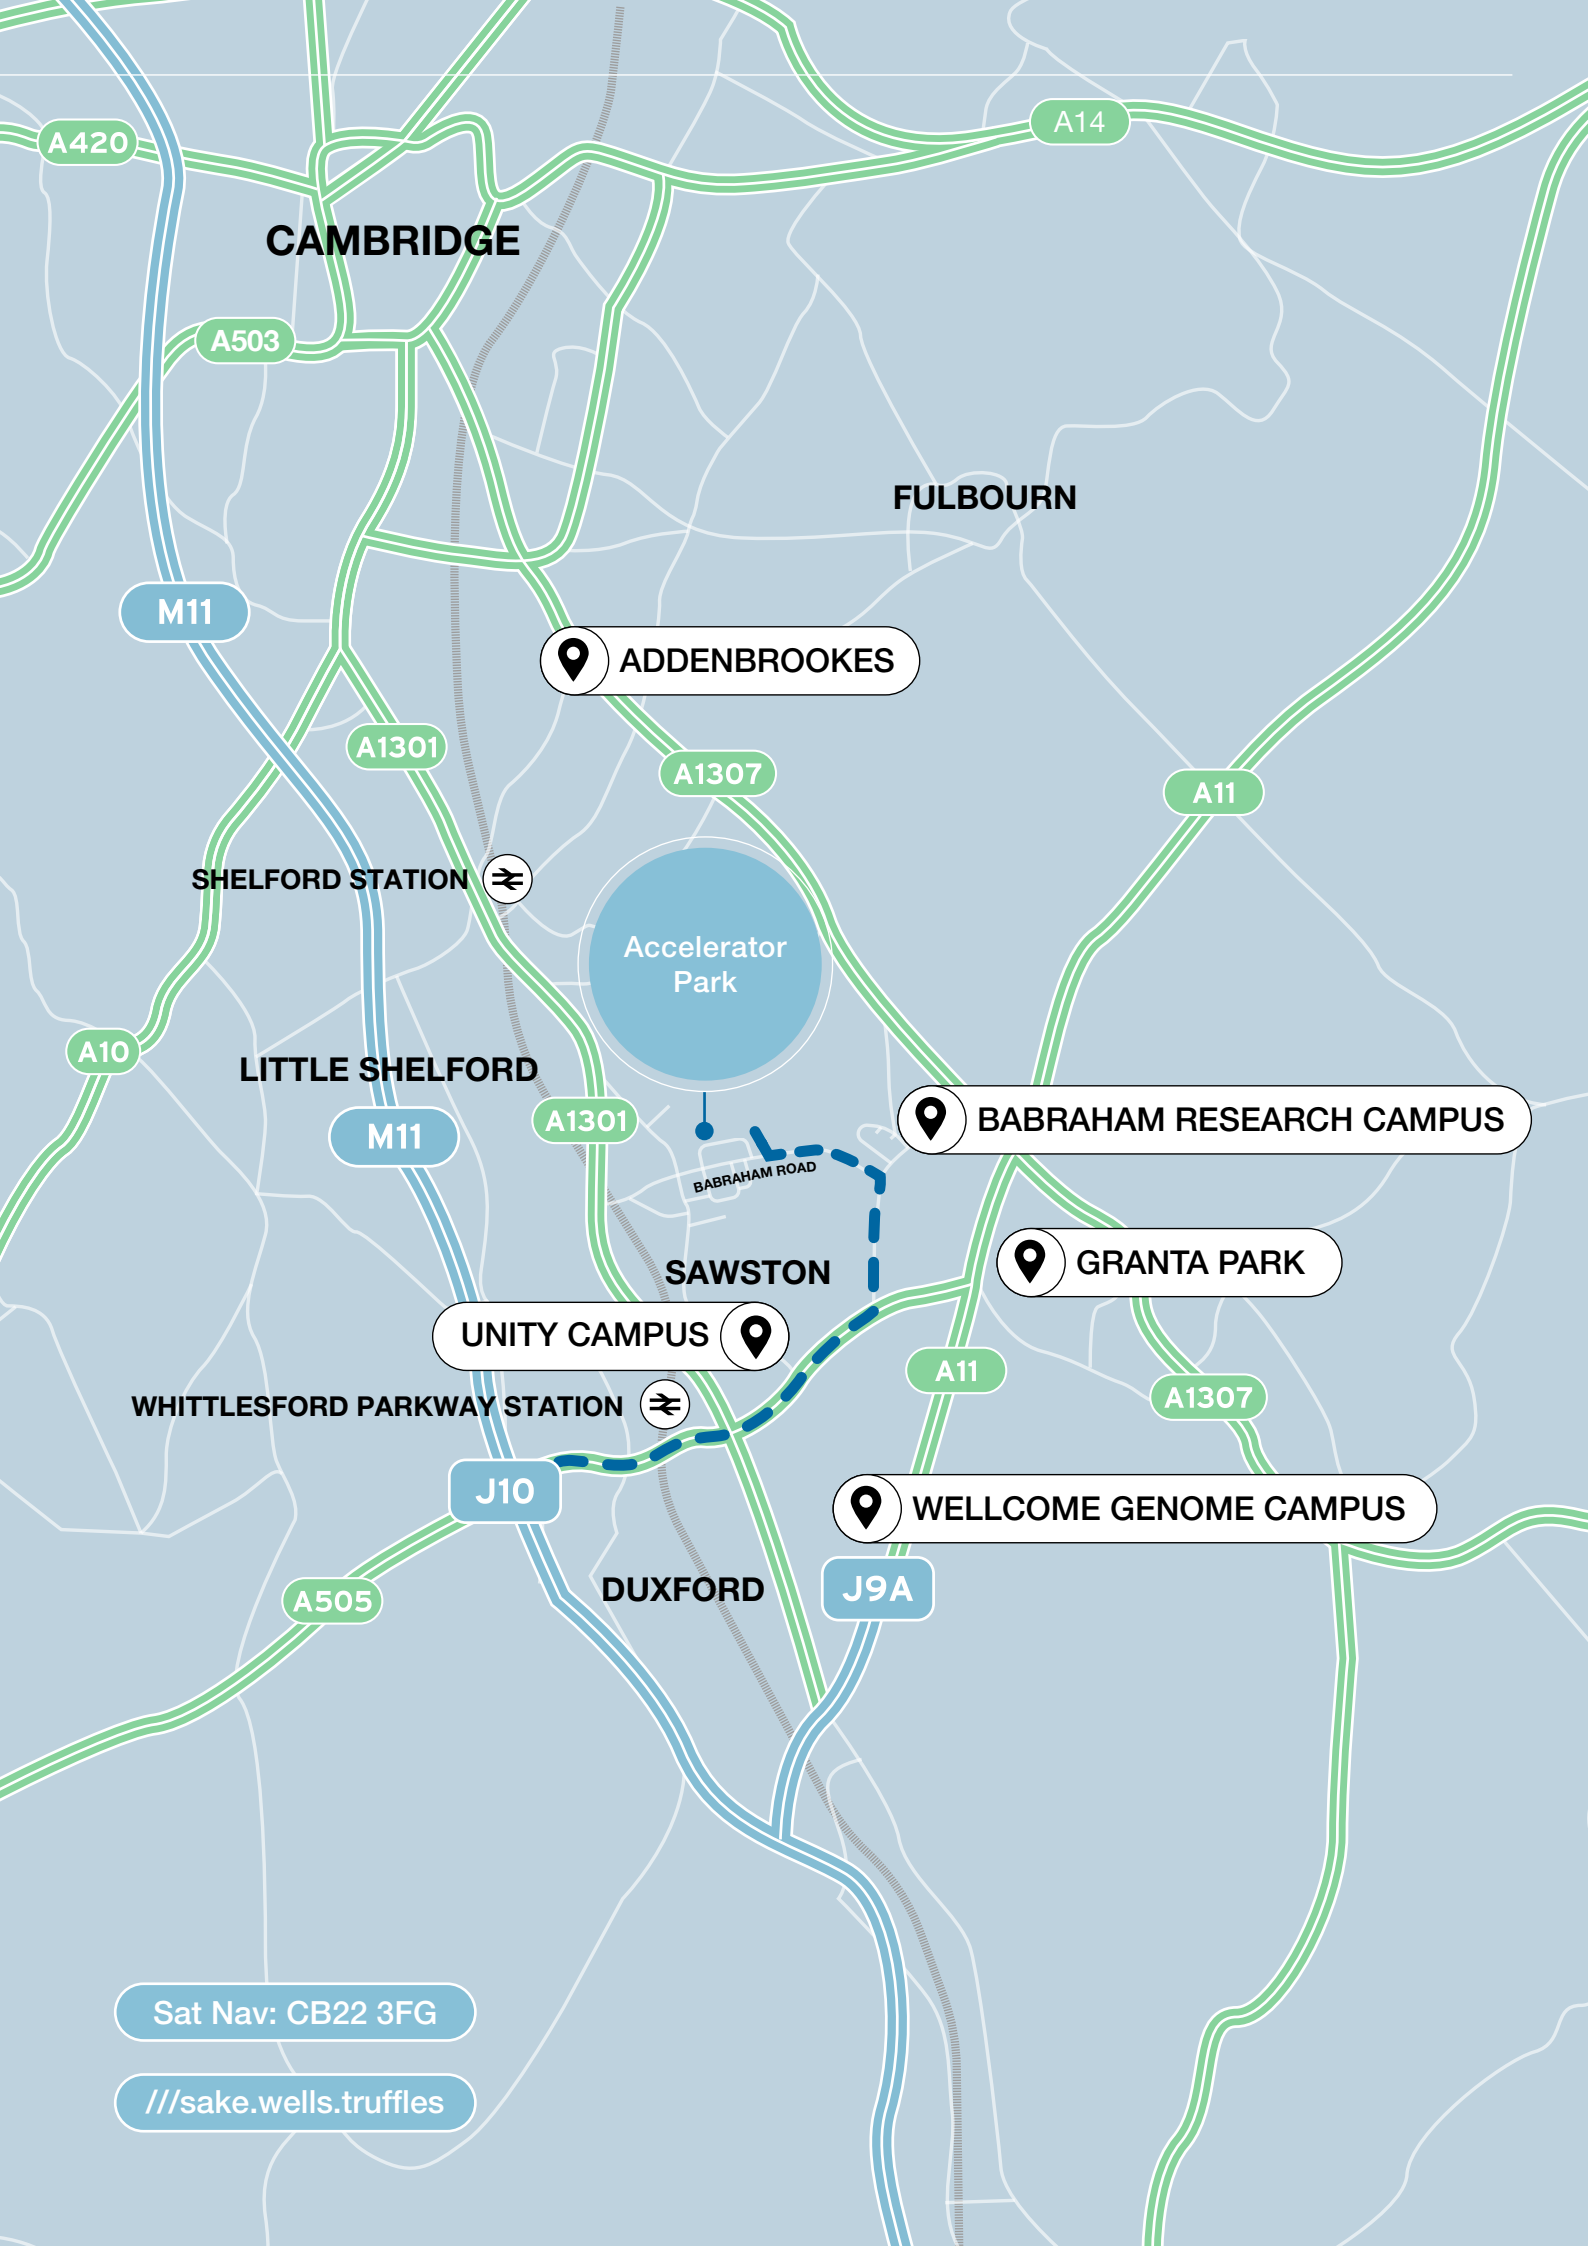 A14
A420
CAMBRIDGE
A503
FULBOURN
M11
ADDENBROOKES
A1301
A1307
A11
SHELFORD STATION
Accelerator
Park
A10
LITTLE SHELFORD
M11
A1301
BABRAHAM RESEARCH CAMPUS
BABRAHAM ROAD
GRANTA PARK
SAWSTON
UNITY CAMPUS
A11
A1307
WHITTLESFORD PARKWAY STATION
J10
WELLCOME GENOME CAMPUS
DUXFORD
J9A
A505
Sat Nav: CB22 3FG
///sake.wells.truffles